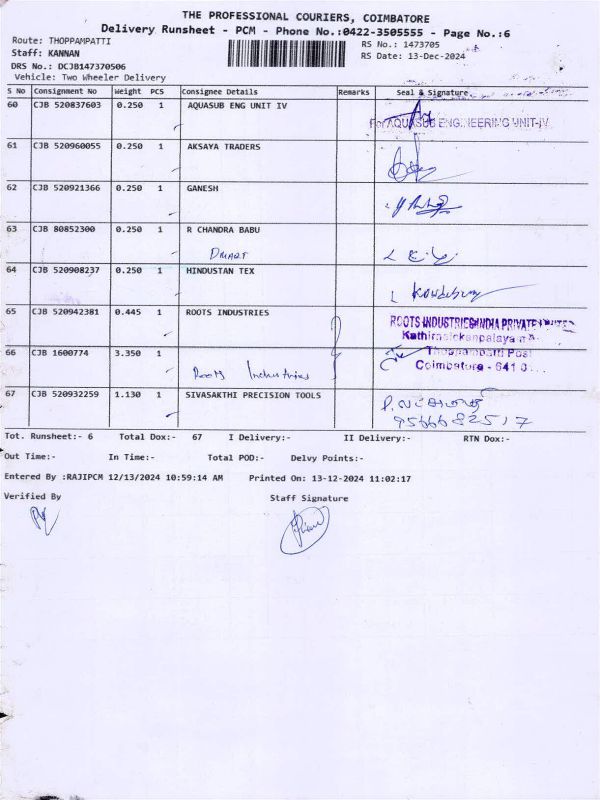 THE PROFESSIONAL COURIERS, COIMBATORE
Delivery Runsheet - PCM - Phone No.:0422-3505555 - Page No.:6
Route: THOPPAMPATTI
RS No.: 1473705
Staff: KANNAN
RS Date: 13-Dec-2024
DRS No.: DCJB147370506
Vehicle: Two Wheeler Delivery
S No Consignment No Weight PCS Consignee Details Remarks Seal & Signature
60 CJB 520837603 0.250 1 AQUASUB ENG UNIT IV
For AQUASUB ENGINEERING UNIT-IV
61 CJB 520960055 0.250 1 AKSAYA TRADERS
62 CJB 520921366 0.250 1 GANESH
63 CJB 80852300 0.250 1 R CHANDRA BABU
DMART
64 CJB 520908237 0.250 1 HINDUSTAN TEX
65 CJB 520942381 0.445 1 ROOTS INDUSTRIES
ROOTS INDUSTRIES INDIA PRIVATE LIMITED
66 CJB 1600774 3.350 1
Thoppampatti Post
Roots Industries
Coimbatore - 641 0
67 CJB 520932259 1.130 1 SIVASAKTHI PRECISION TOOLS
9566682517
Tot. Runsheet:- 6 Total Dox:- 67 I Delivery:- II Delivery:- RTN Dox:-
Out Time:- In Time:- Total POD:- Delvy Points:-
Entered By :RAJIPCM 12/13/2024 10:59:14 AM Printed On: 13-12-2024 11:02:17
Verified By Staff Signature